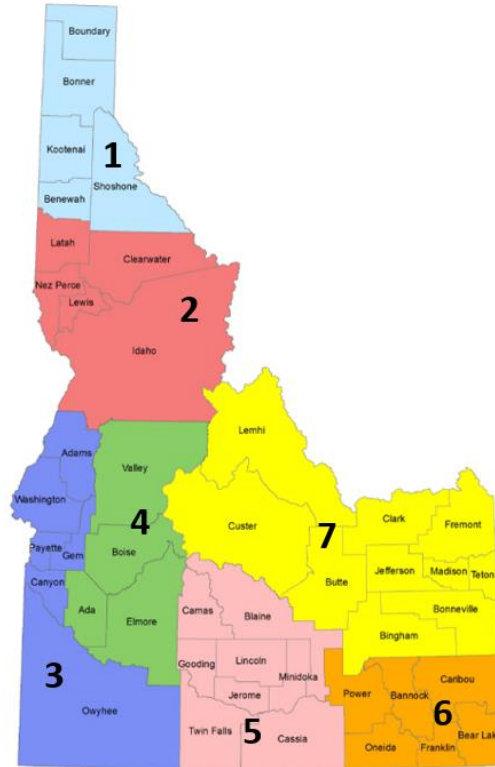 Boundary
Bonner
Kootenai
1
Shoshone
Benewah
Latah
Clearwater
Nez Perce
Lewis
2
Idaho
Adams
Lemhi
Valley
Washington
4
Custer
7
Clark
Fremont
Payette
Gem
Boise
Butte
Jefferson
Madison
Teton
Canyon
Ada
Elmore
Camas
Blaine
Bonneville
Bingham
3
Gooding
Lincoln
Minidoka
Jerome
Power
Bannock
Caribou
Owyhee
6
Twin Falls
5
Cassia
Oneida
Franklin
Bear Lake